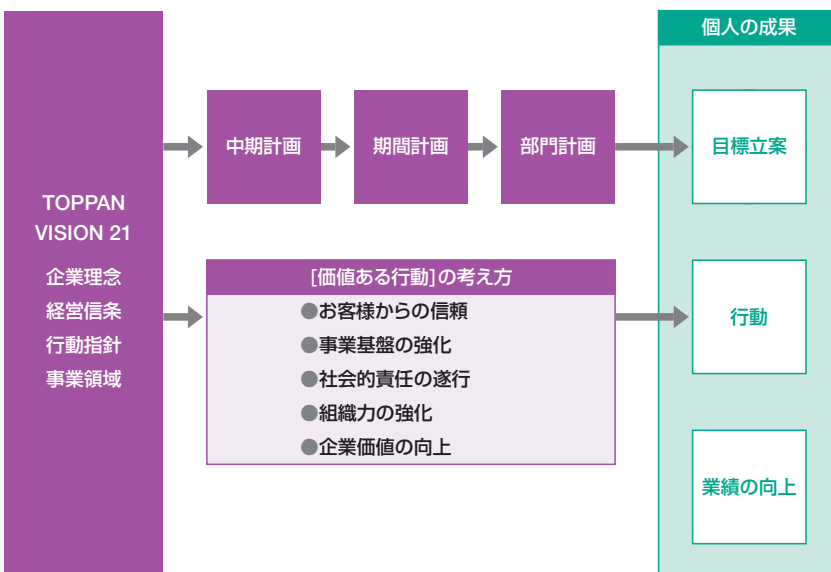 TOPPAN
VISION 21
企業理念
経営信条
行動指針
事業領域
中期計画
期間計画
部門計画
[価値ある行動]の考え方
●お客様からの信頼
●事業基盤の強化
●社会的責任の遂行
●組織力の強化
●企業価値の向上
個人の成果
目標立案
行動
業績の向上